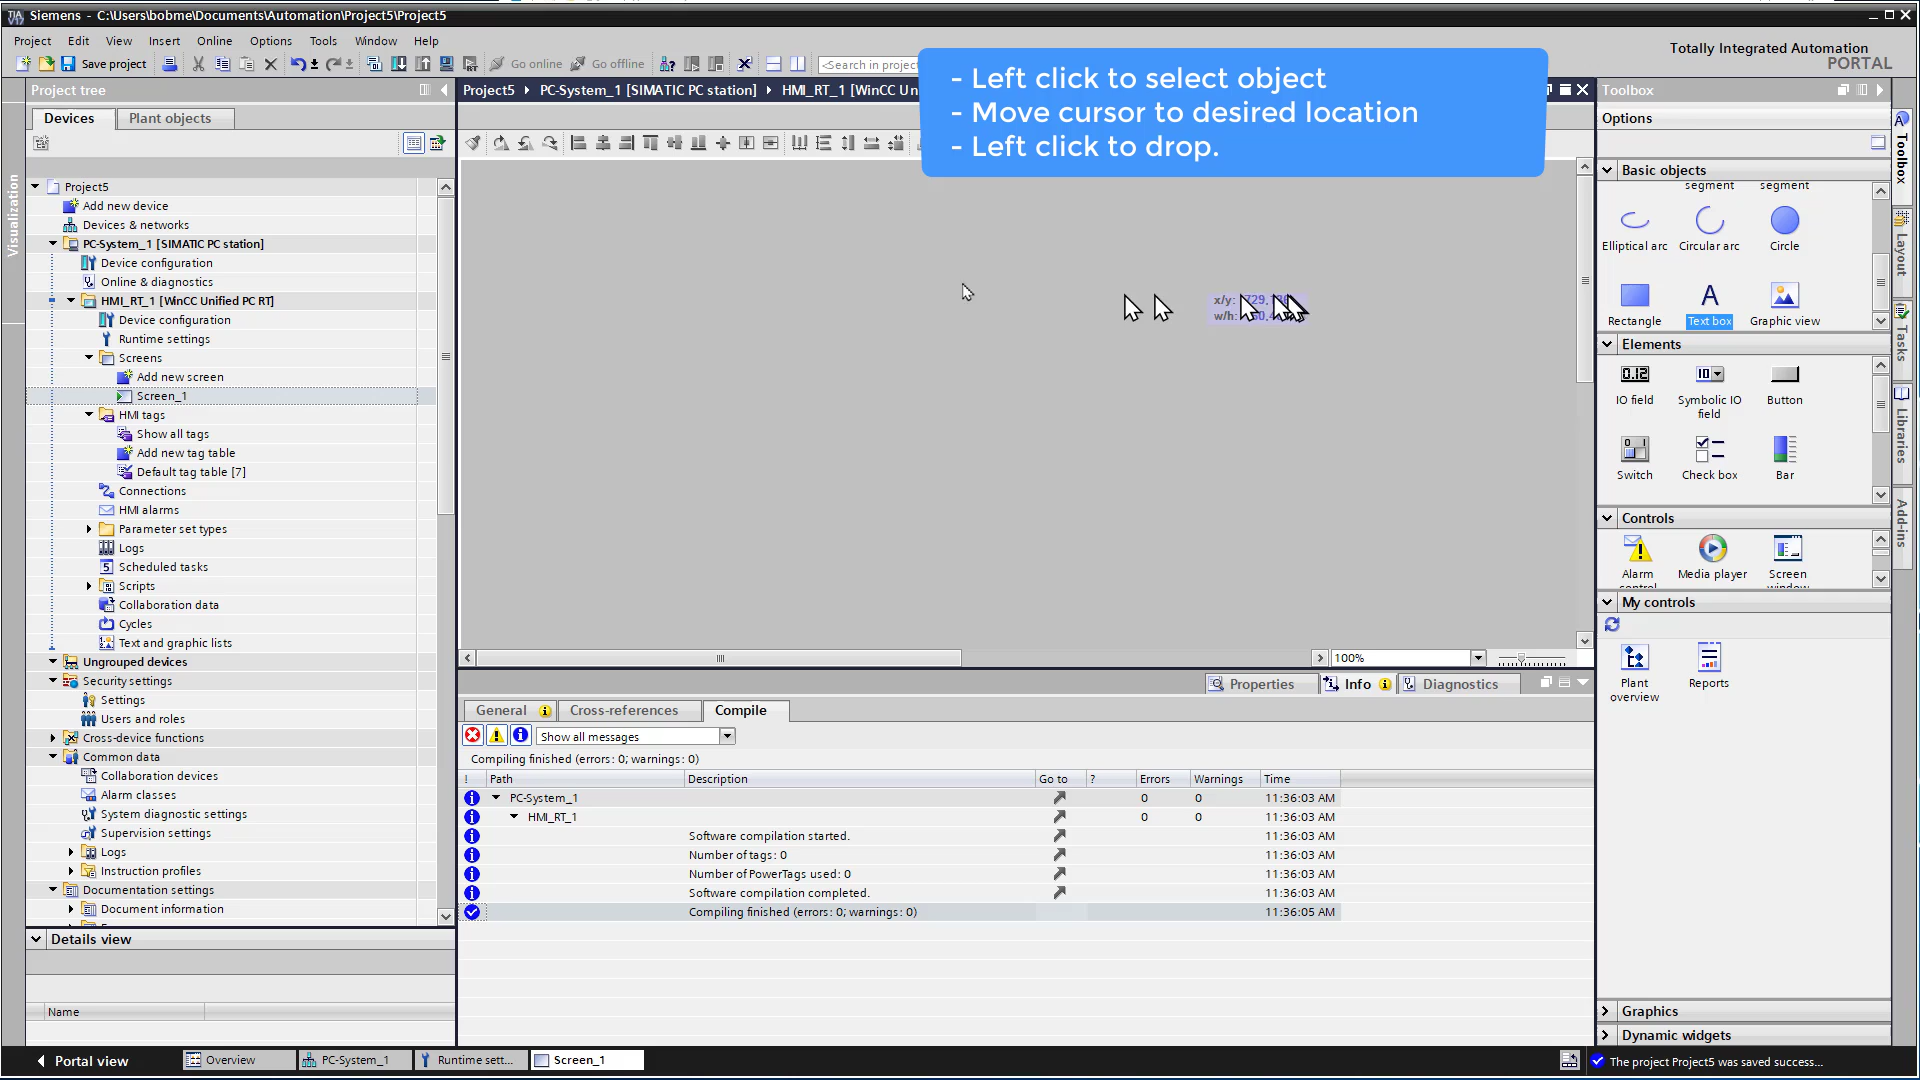 Siemens - C:\Users\bobme\Documents\Automation\Project5\Project5
Project Edit View Insert Online Options Tools Window Help
Totally Integrated Automation
PORTAL
Save project
Go online
Go offline
<Search in project
- Left click to select object
- Move cursor to desired location
- Left click to drop.
Project tree
Project5 PC-System_1 [SIMATIC PC station] HMI_RT_1 [WinCC
Toolbox
Devices
Plant objects
Options
Visualization
Project5
Add new device
Devices & networks
PC-System_1 [SIMATIC PC station]
Device configuration
Online & diagnostics
HMI_RT_1 [WinCC Unified PC RT]
Device configuration
Runtime settings
Screens
Add new screen
Screen_1
HMI tags
Show all tags
Add new tag table
Default tag table [7]
Connections
HMI alarms
Parameter set types
Logs
Scheduled tasks
Scripts
Collaboration data
Cycles
Text and graphic lists
Ungrouped devices
Security settings
Settings
Users and roles
Cross-device functions
Common data
Collaboration devices
Alarm classes
System diagnostic settings
Supervision settings
Logs
Instruction profiles
Documentation settings
Document information
Details view
Name
x/y:
w/h:
100%
Properties
Info
Diagnostics
General
Cross-references
Compile
Show all messages
Compiling finished (errors: 0; warnings: 0)
! Path Description Go to ? Errors Warnings Time
PC-System_1 0 0 11:36:03 AM
HMI_RT_1 0 0 11:36:03 AM
Software compilation started. 11:36:03 AM
Number of tags: 0 11:36:03 AM
Number of PowerTags used: 0 11:36:03 AM
Software compilation completed. 11:36:03 AM
Compiling finished (errors: 0; warnings: 0) 11:36:05 AM
Basic objects
segment segment
Elliptical arc Circular arc Circle
Rectangle Text box Graphic view
Elements
IO field Symbolic IO field Button
Switch Check box Bar
Controls
Alarm Media player Screen
My controls
Plant overview Reports
Graphics
Dynamic widgets
Toolbox
Layout
Tasks
Libraries
Add-ins
Portal view
Overview
PC-System_1
Runtime sett...
Screen_1
The project Project5 was saved success...